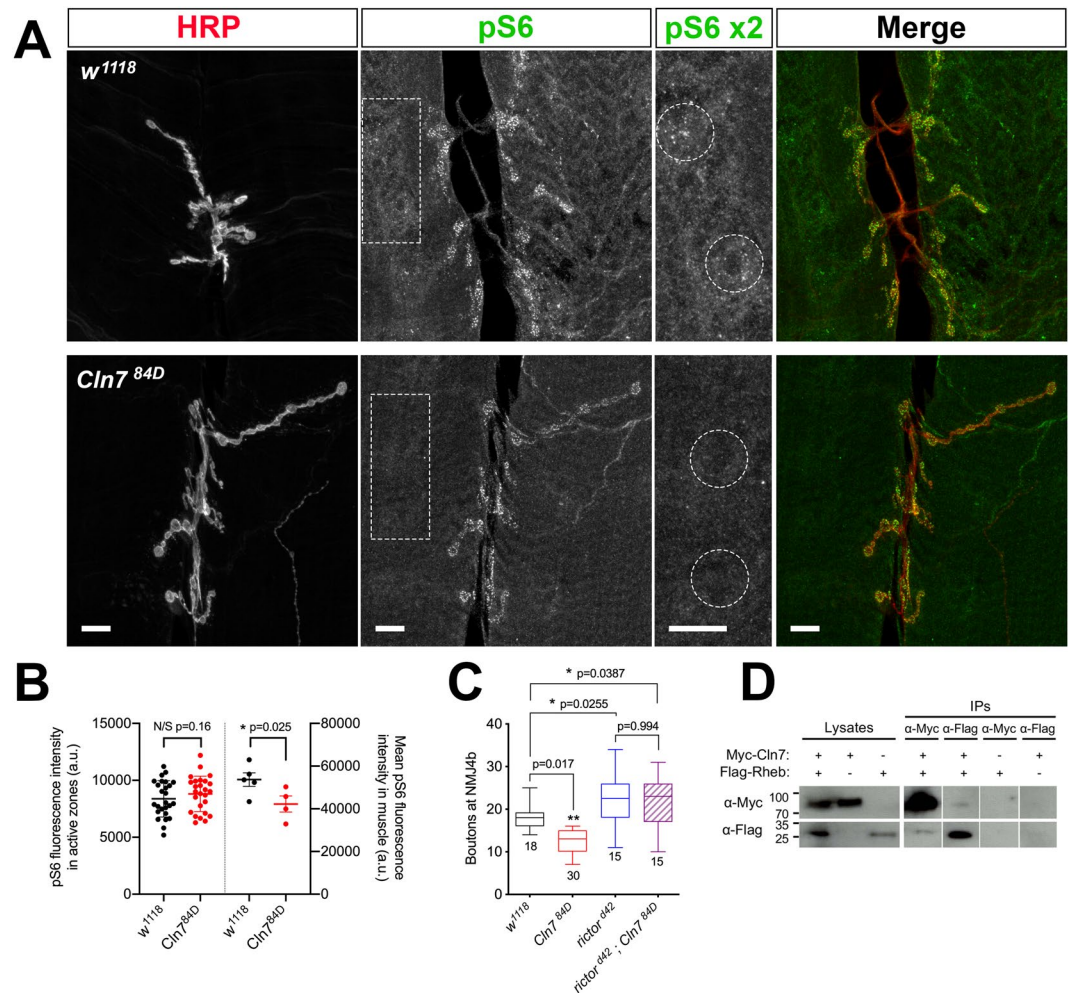 A
HRP
pS6
pS6 x2
Merge
w1118
Cln7 84D
B
pS6 fluorescence intensity
in active zones (a.u.)
15000
10000
5000
0
N/S p=0.16
* p=0.025
80000
60000
40000
20000
0
Mean pS6 fluorescence
intensity in muscle (a.u.)
w1118
Cln784D
w1118
Cln784D
C
Boutons at NMJ4b
40
30
20
10
0
* p=0.0387
* p=0.0255
p=0.994
p=0.017
**
18
30
15
15
w1118
Cln7 84D
rictor d42
rictor d42 ; Cln7 84D
D
IPs
Lysates
α-Myc α-Flag α-Myc α-Flag
Myc-Cln7: + + - + + - +
Flag-Rheb: + - + + + + -
α-Myc 100
70
α-Flag 35
25